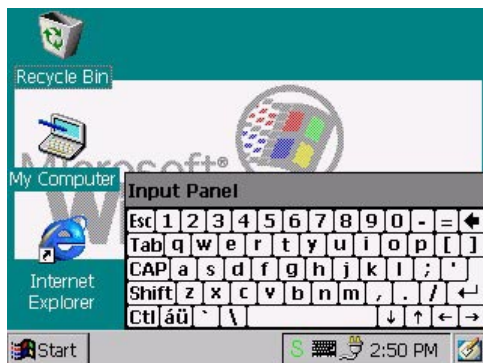 Recycle Bin
Microsoft®
My Computer
Input Panel
Esc 1 2 3 4 5 6 7 8 9 0 - =
Tab q w e r t y u i o p [ ]
CAP a s d f g h j k l ; '
Shift z x c v b n m , . / 
Ctl áü ` \ ↓ ↑ ← →
Internet
Explorer
Start S 2:50 PM